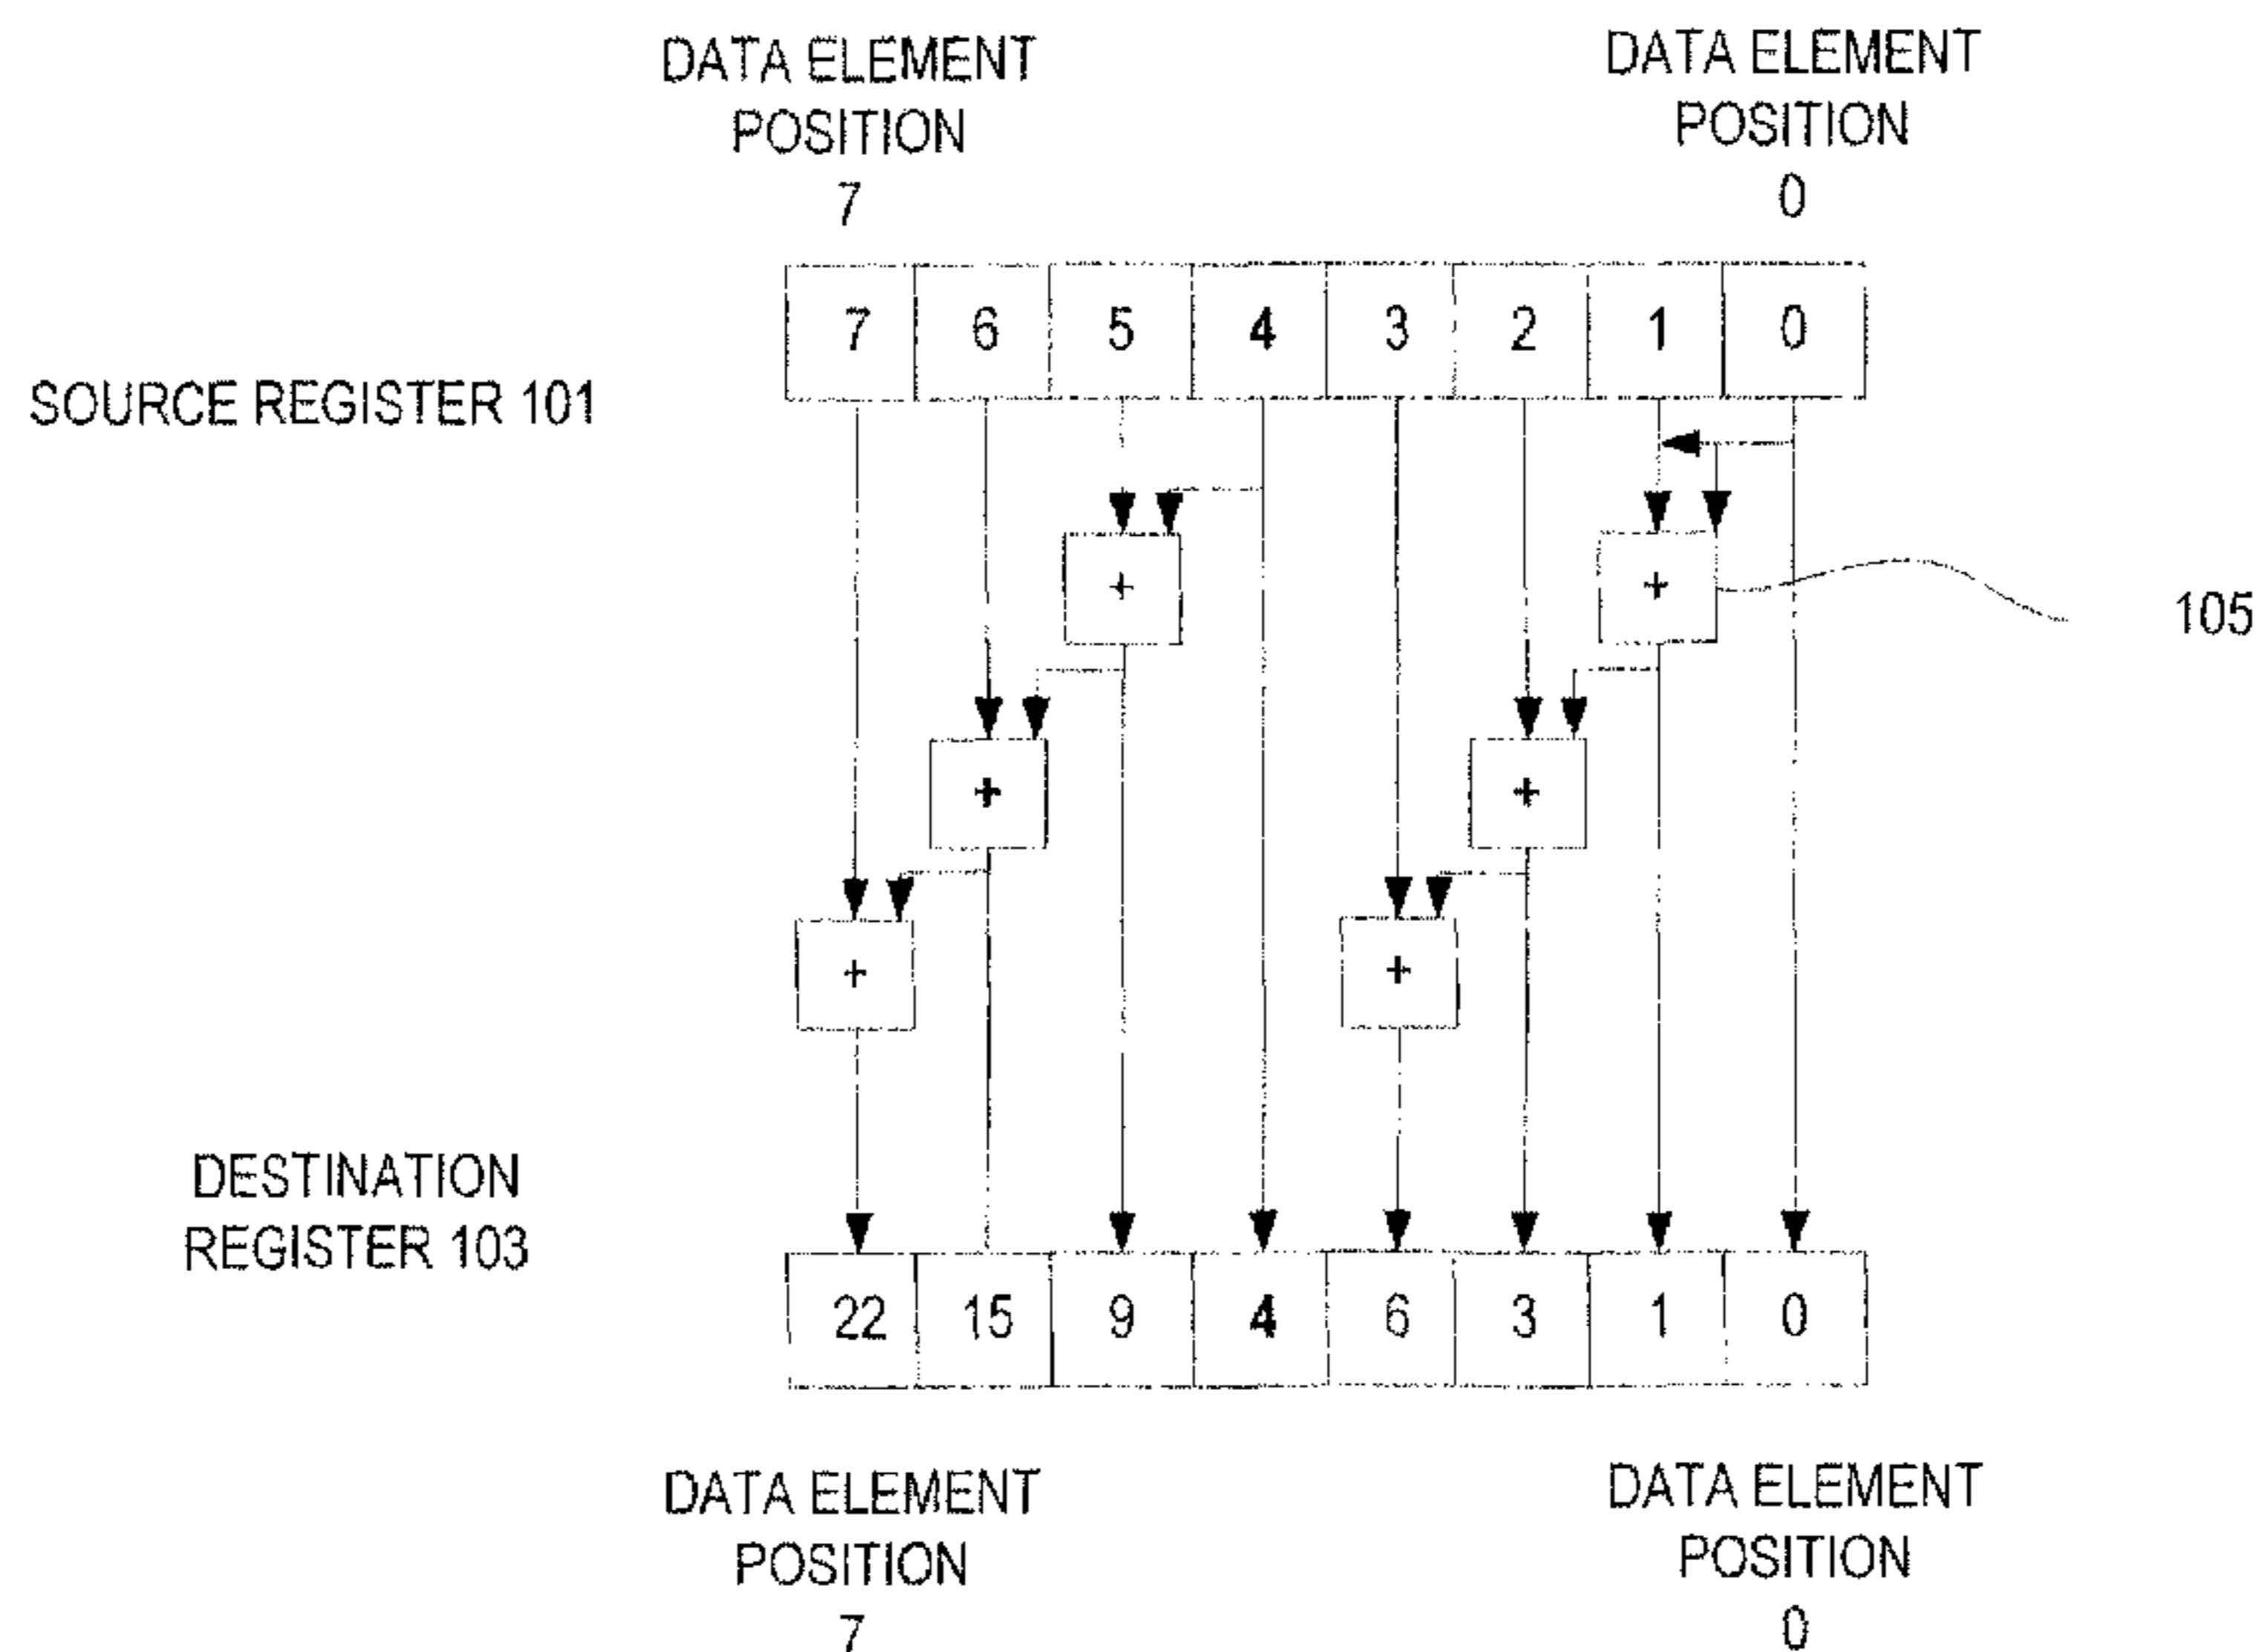 DATA ELEMENT
POSITION
7
DATA ELEMENT
POSITION
0
7 6 5 4 3 2 1 0
SOURCE REGISTER 101
+ +
105
+ +
+ +
DESTINATION
REGISTER 103
22 15 9 4 6 3 1 0
DATA ELEMENT
POSITION
7
DATA ELEMENT
POSITION
0